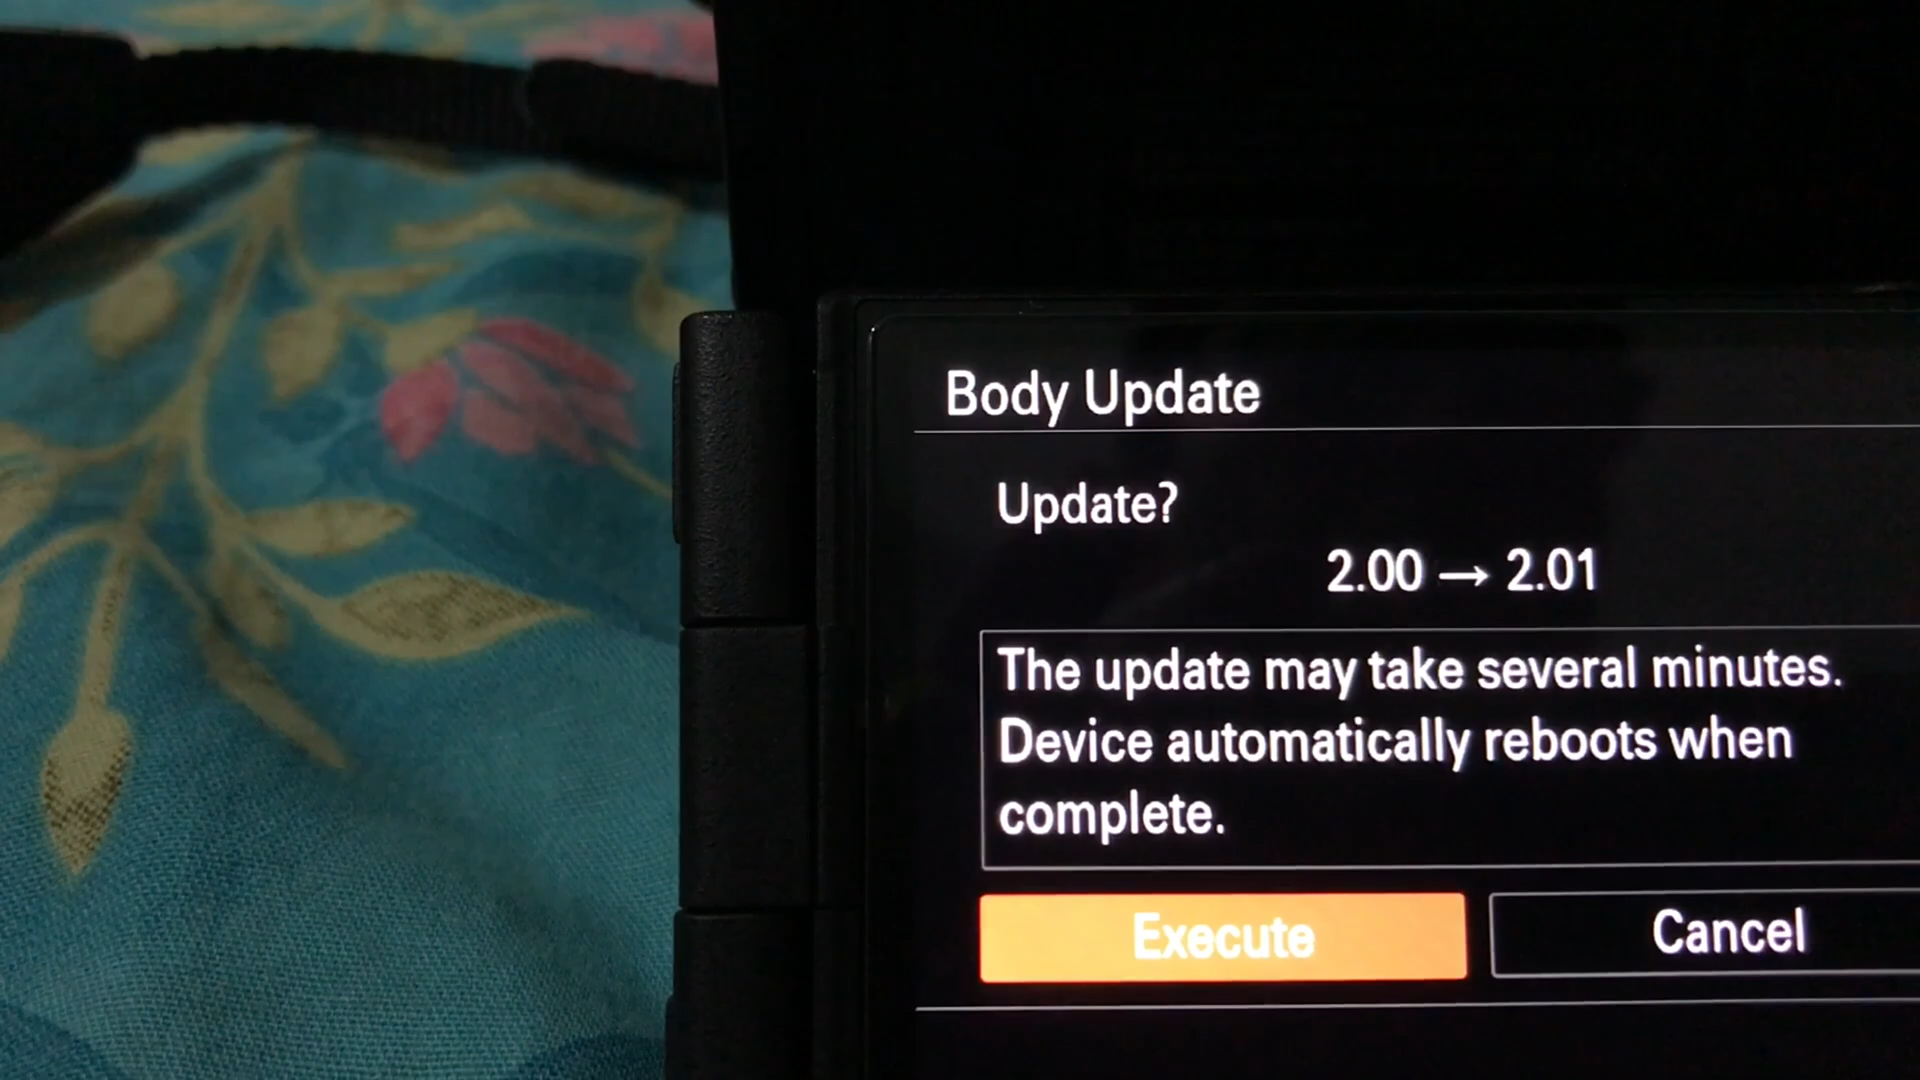 Body Update
Update?
2.00 → 2.01
The update may take several minutes.
Device automatically reboots when
complete.
Execute
Cancel